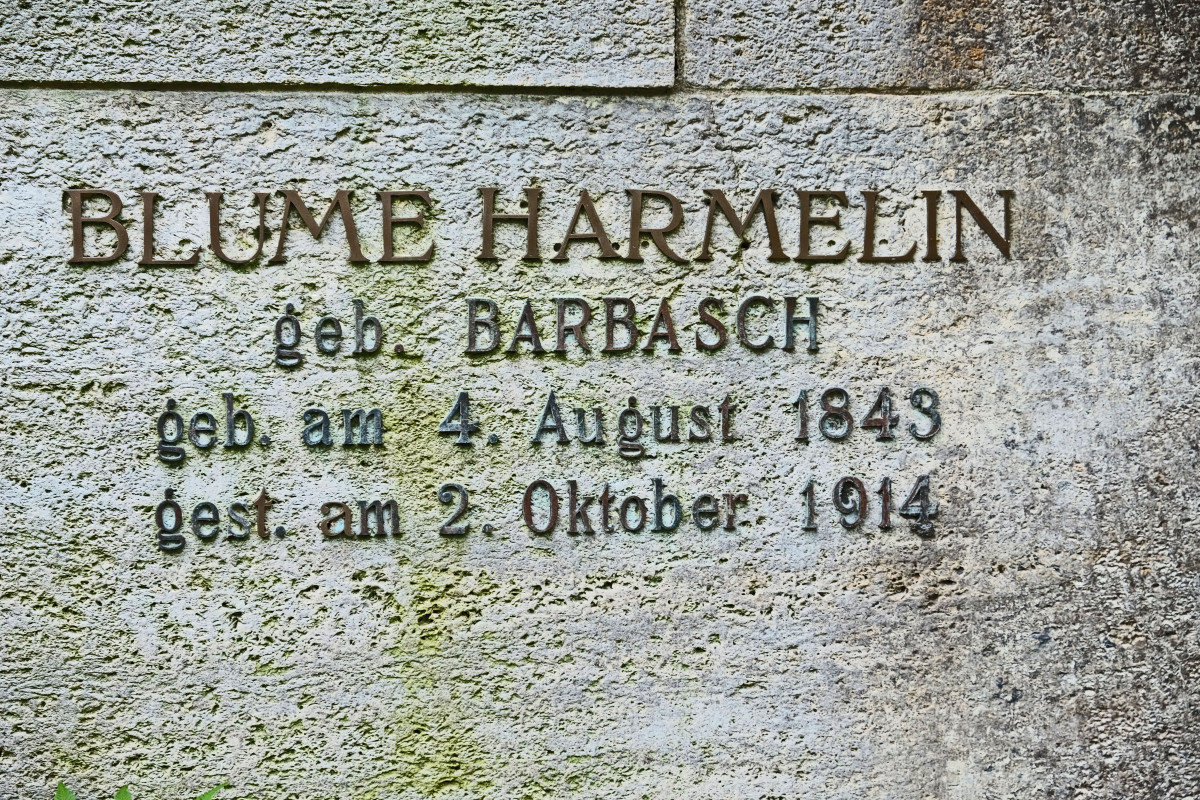 BLUME HARMELIN
geb. BARBASCH
geb. am 4. August 1843
gest. am 2. Oktober 1914